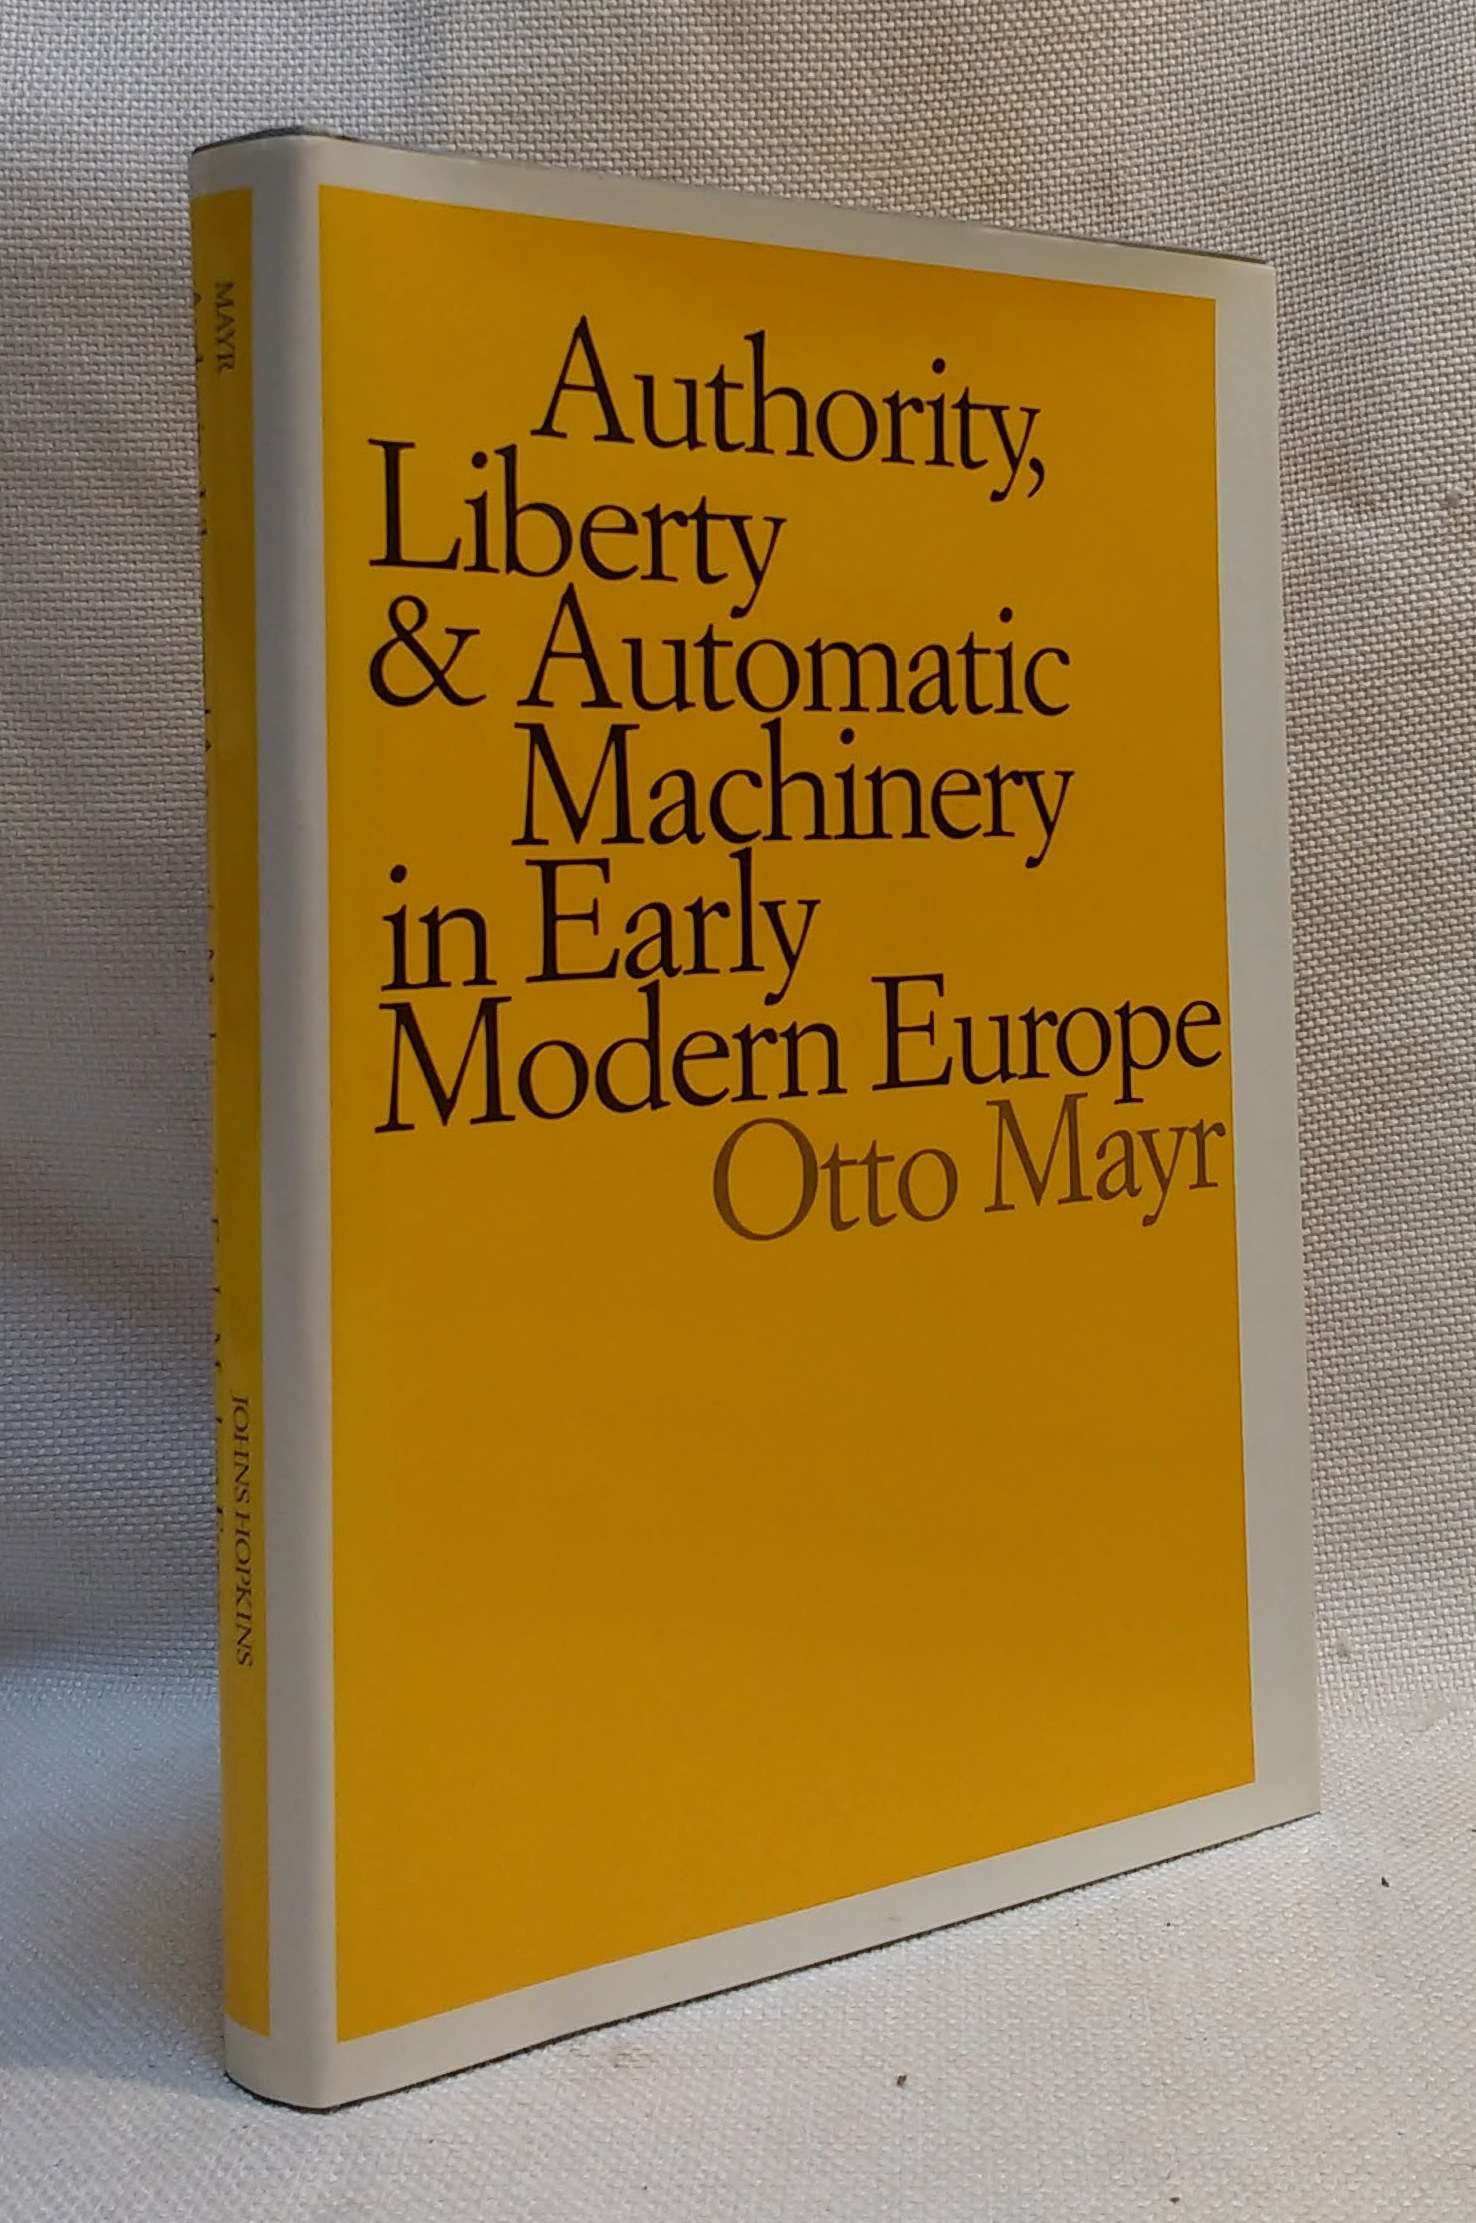 Authority,
Liberty
& Automatic
Machinery
in Early
Modern Europe
Otto Mayr
MAYR
JOHNS HOPKINS